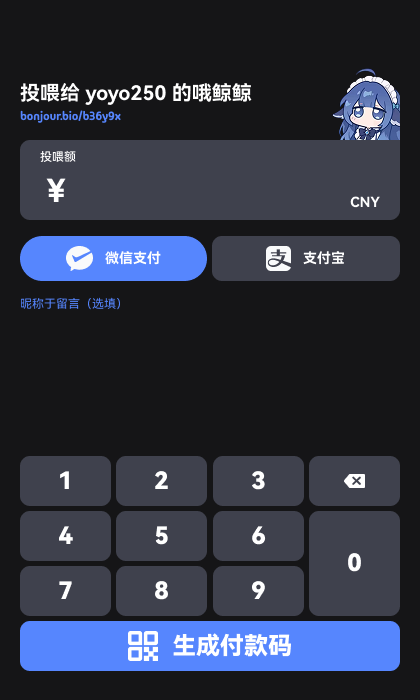 投喂给 yoyo250 的哦鲸鲸
bonjour.bio/b36y9x
投喂额
¥
CNY
微信支付 支付宝
昵称于留言（选填）
1 2 3
4 5 6
0
7 8 9
生成付款码